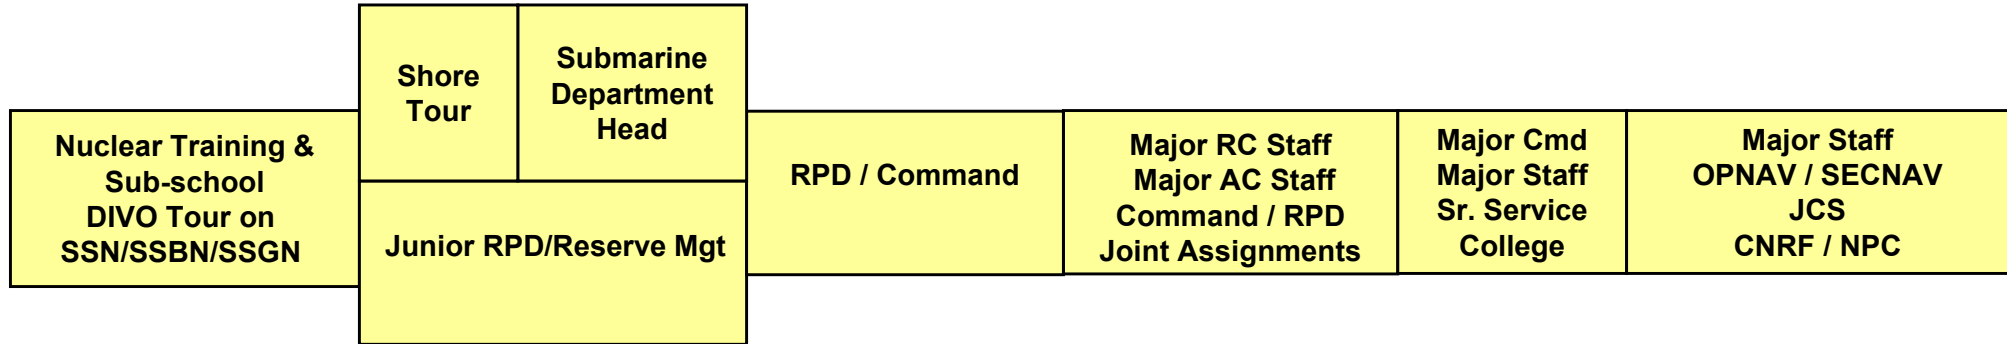 Nuclear Training &
Sub-school
DIVO Tour on
SSN/SSBN/SSGN
Shore
Tour
Submarine
Department
Head
Junior RPD/Reserve Mgt
RPD / Command
Major RC Staff
Major AC Staff
Command / RPD
Joint Assignments
Major Cmd
Major Staff
Sr. Service
College
Major Staff
OPNAV / SECNAV
JCS
CNRF / NPC